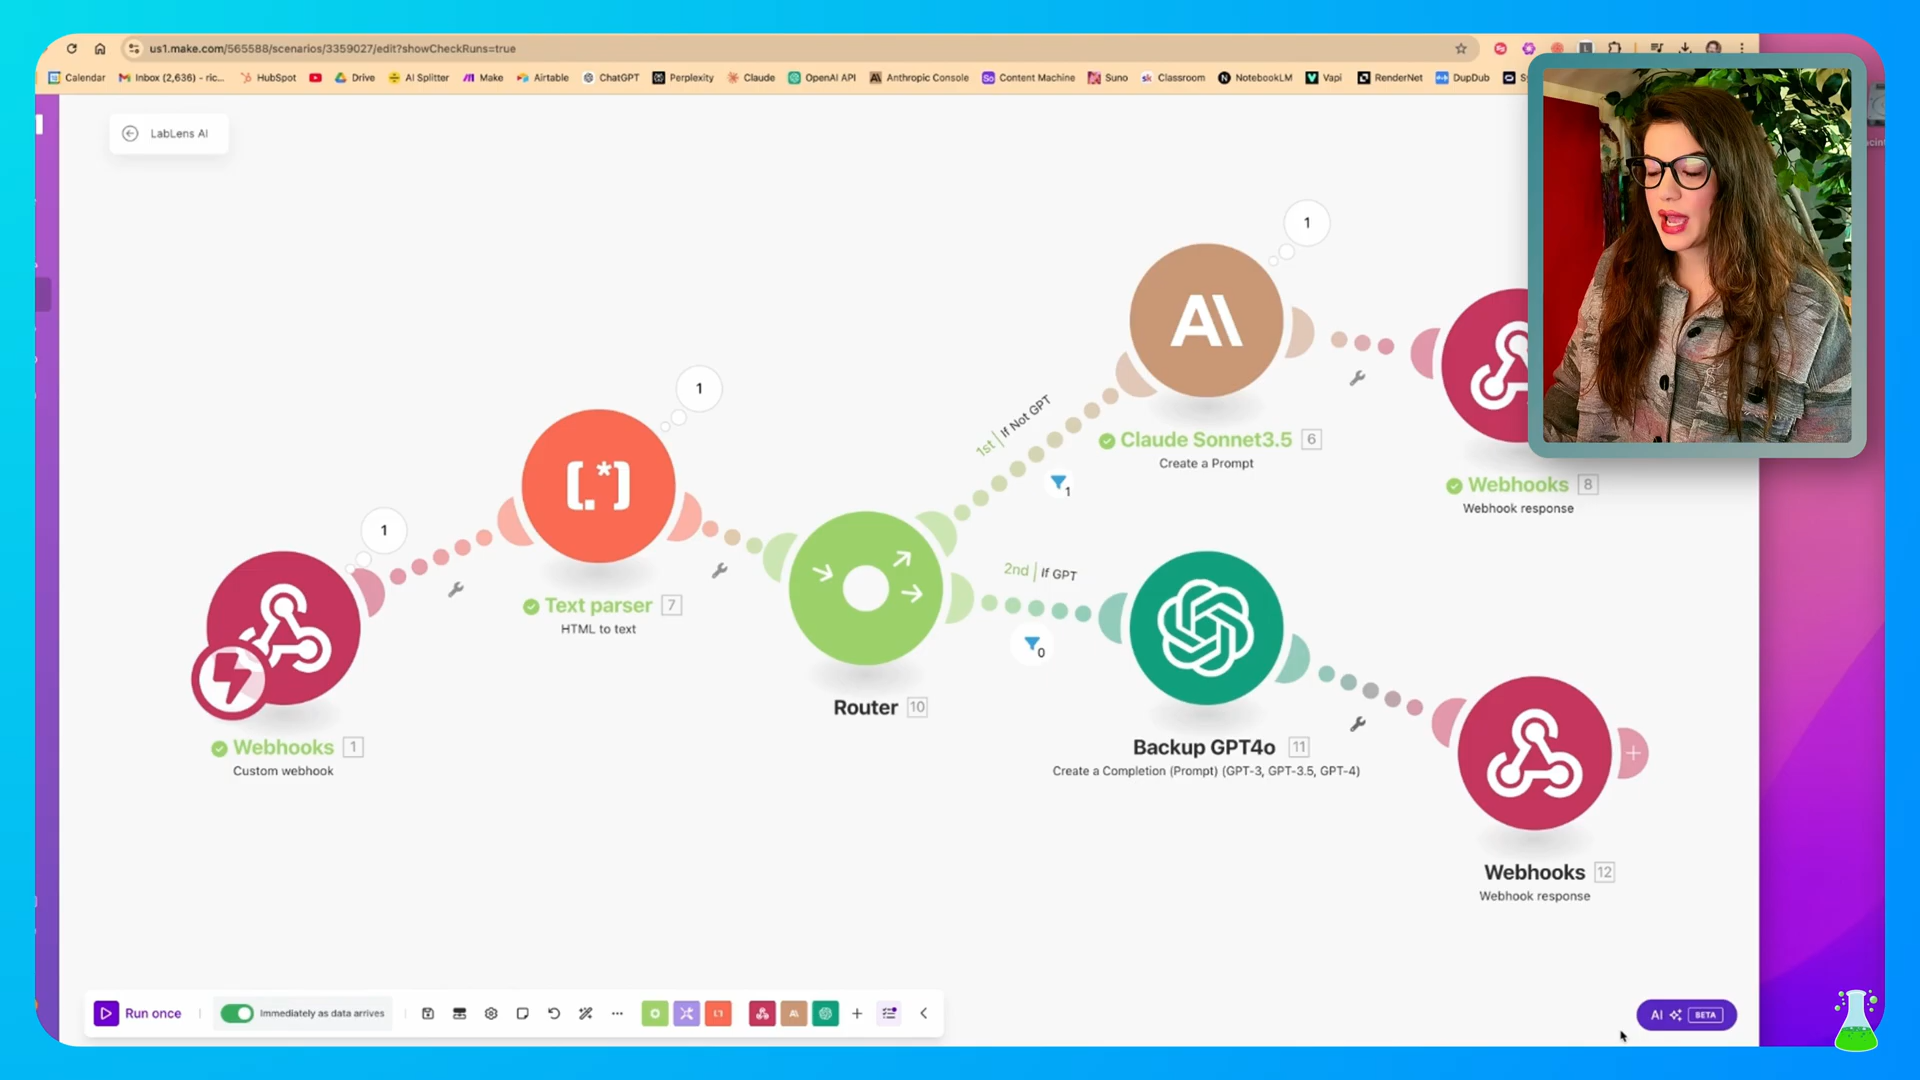 us1.make.com/565588/scenarios/3359027/edit?showCheckRuns=true
Calendar Inbox (2,636) - ric... HubSpot Drive AI Splitter Make Airtable ChatGPT Perplexity Claude OpenAI API Anthropic Console Content Machine Suno Classroom NotebookLM Vapi RenderNet DupDub
LabLens AI
1
1st | If Not GPT
Claude Sonnet3.5 6
Create a Prompt
1
1
Webhooks 8
Webhook response
1
2nd | If GPT
0
Text parser 7
HTML to text
Router 10
Webhooks 1
Custom webhook
Backup GPT4o 11
Create a Completion (Prompt) (GPT-3, GPT-3.5, GPT-4)
Webhooks 12
Webhook response
Run once Immediately as data arrives
AI BETA